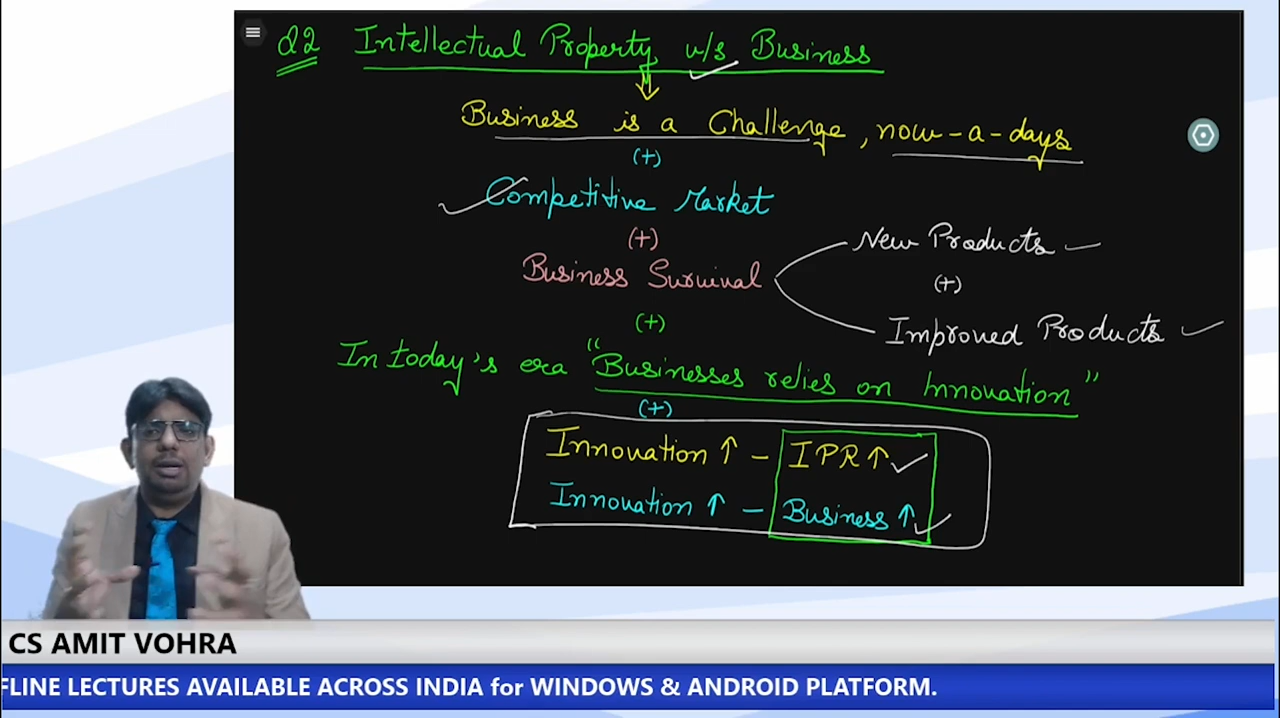 Q2 Intellectual Property v/s Business
Business is a Challenge, now-a-days
(+)
Competitive Market
(+)
Business Survival
New Products
(+)
Improved Products
(+)
In today's era "Businesses relies on Innovation"
(+)
Innovation ↑ - IPR ↑
Innovation ↑ - Business ↑
CS AMIT VOHRA
FLINE LECTURES AVAILABLE ACROSS INDIA for WINDOWS & ANDROID PLATFORM.